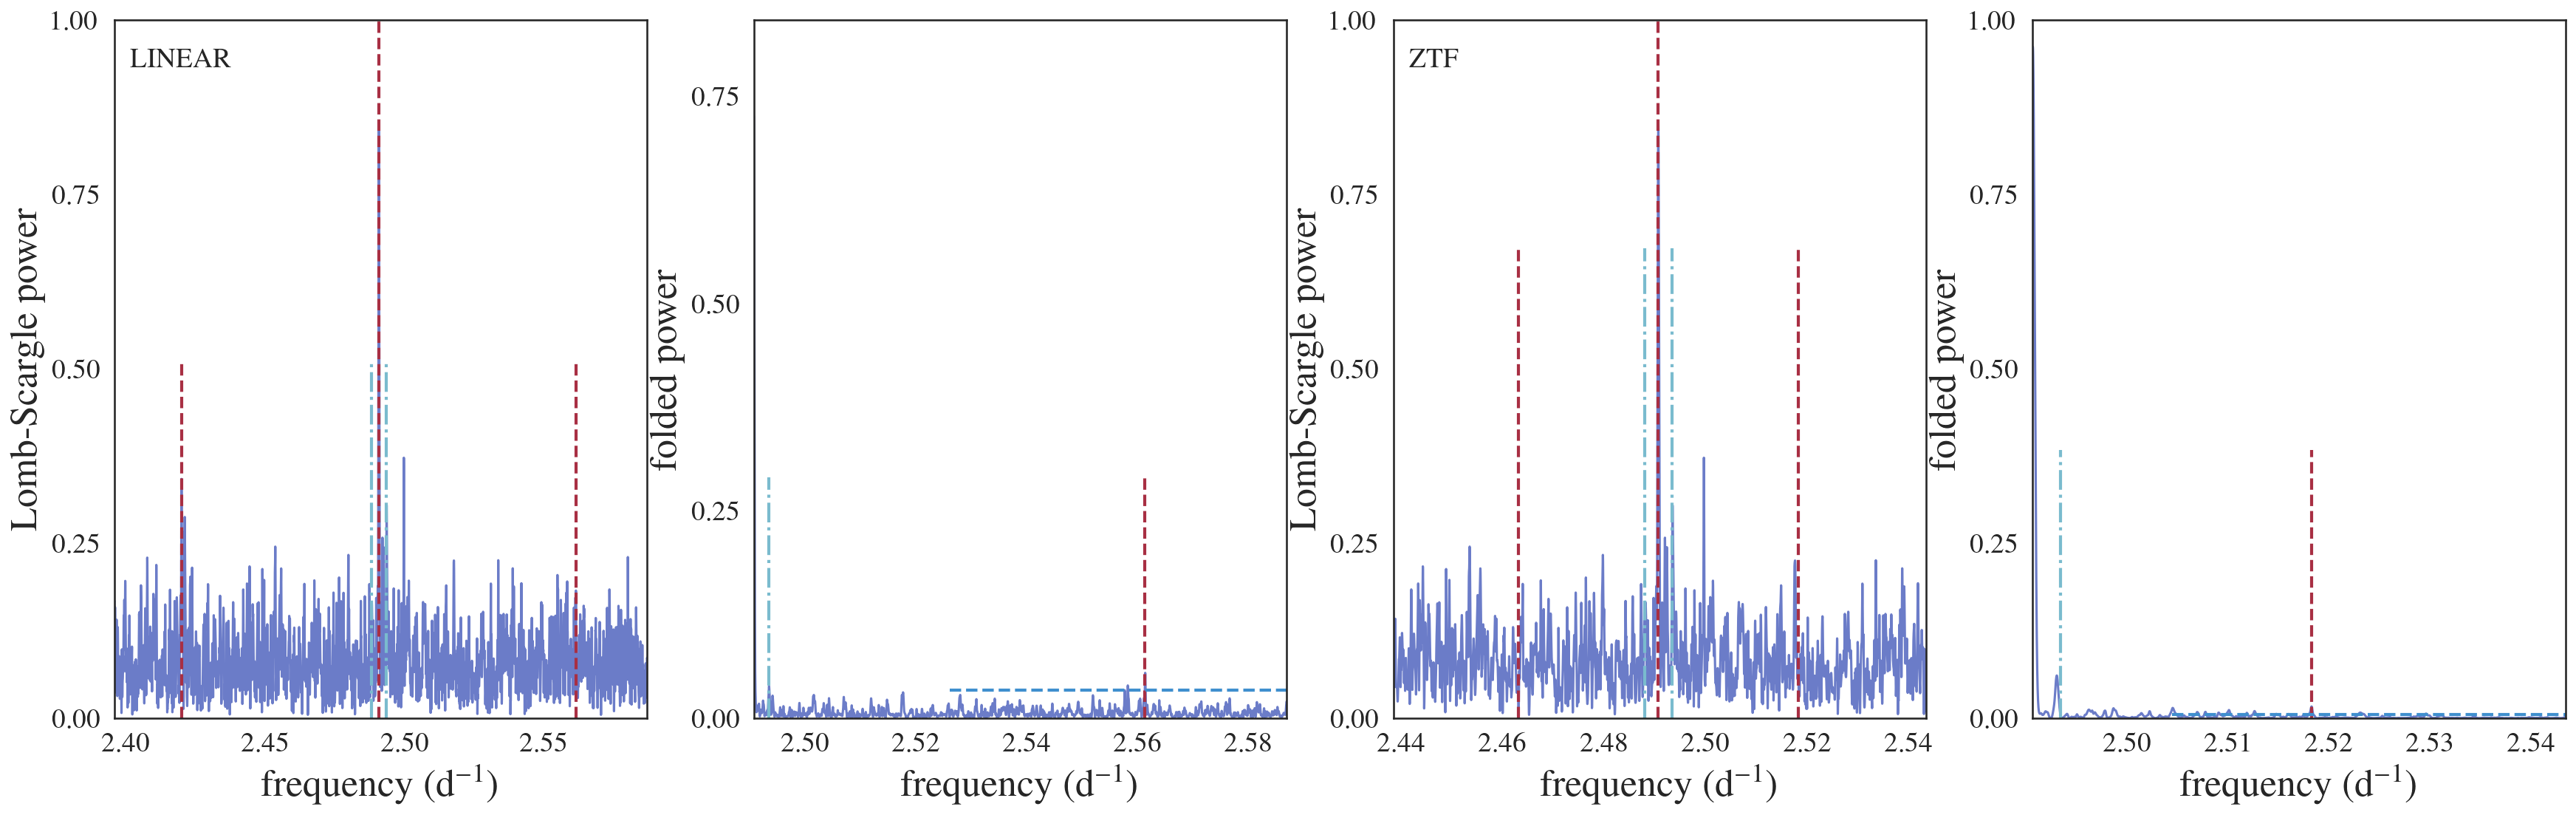 Lomb-Scargle power
1.00
0.75
0.50
0.25
0.00
LINEAR
2.40 2.45 2.50 2.55
frequency (d⁻¹)
folded power
0.75
0.50
0.25
0.00
2.50 2.52 2.54 2.56 2.58
frequency (d⁻¹)
Lomb-Scargle power
1.00
0.75
0.50
0.25
0.00
ZTF
2.44 2.46 2.48 2.50 2.52 2.54
frequency (d⁻¹)
folded power
1.00
0.75
0.50
0.25
0.00
2.50 2.51 2.52 2.53 2.54
frequency (d⁻¹)